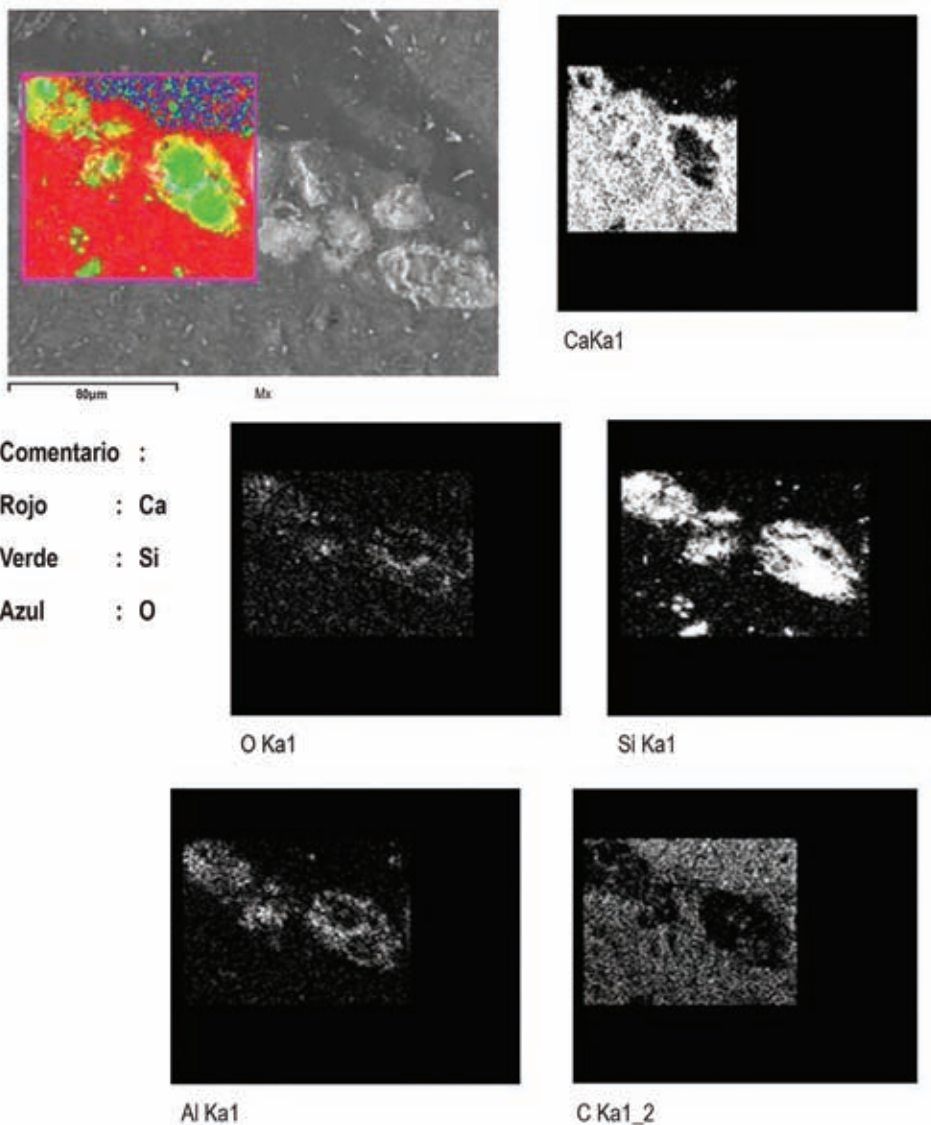 CaKa1
80µm Mx
Comentario :
Rojo : Ca
Verde : Si
Azul : O
O Ka1
Si Ka1
Al Ka1
C Ka1_2